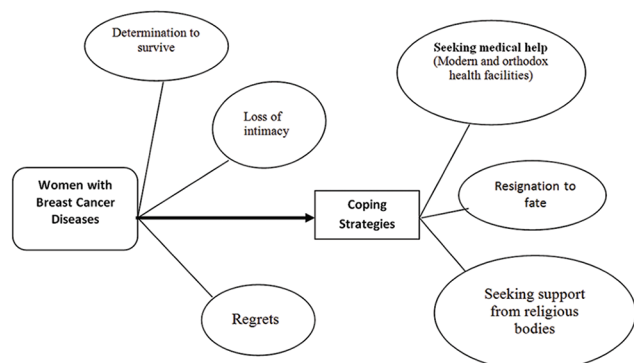 Determination to
survive
Loss of
intimacy
Women with
Breast Cancer
Diseases
Regrets
Coping
Strategies
Seeking medical help
(Modern and orthodox
health facilities)
Resignation to
fate
Seeking support
from religious
bodies